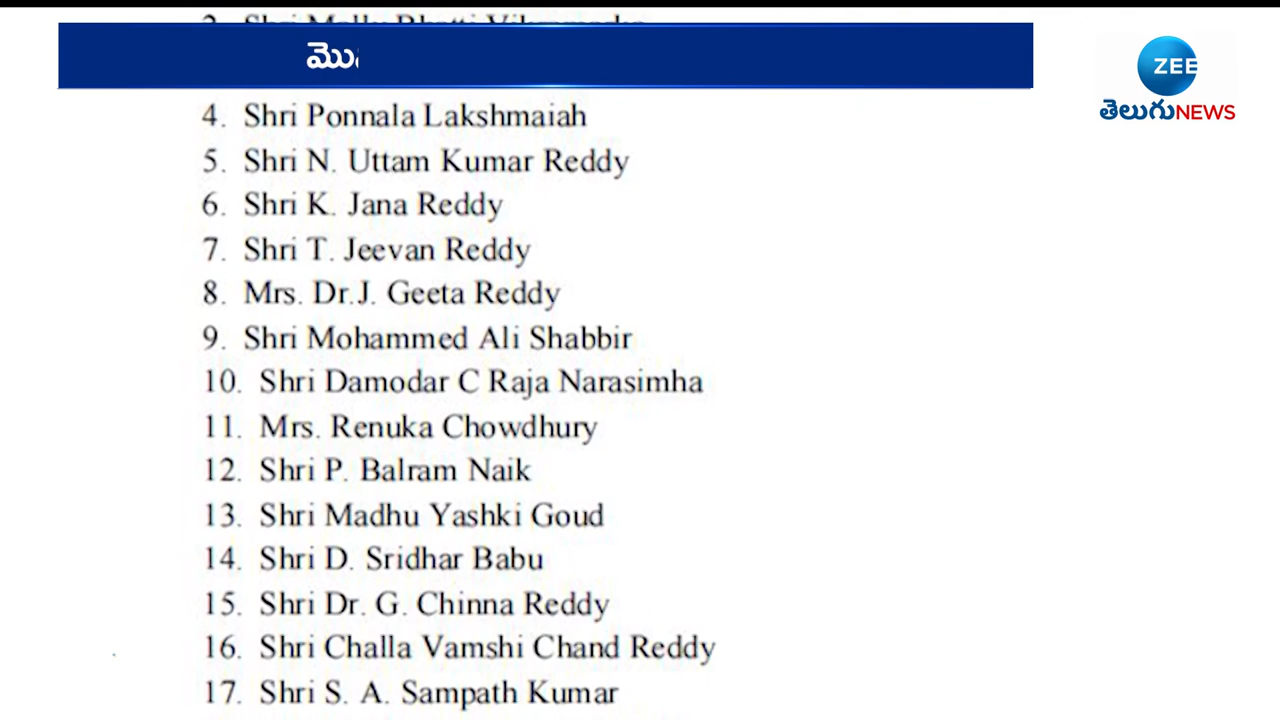 మొ
ZEE
తెలుగు NEWS
4. Shri Ponnala Lakshmaiah
5. Shri N. Uttam Kumar Reddy
6. Shri K. Jana Reddy
7. Shri T. Jeevan Reddy
8. Mrs. Dr.J. Geeta Reddy
9. Shri Mohammed Ali Shabbir
10. Shri Damodar C Raja Narasimha
11. Mrs. Renuka Chowdhury
12. Shri P. Balram Naik
13. Shri Madhu Yashki Goud
14. Shri D. Sridhar Babu
15. Shri Dr. G. Chinna Reddy
16. Shri Challa Vamshi Chand Reddy
17. Shri S. A. Sampath Kumar